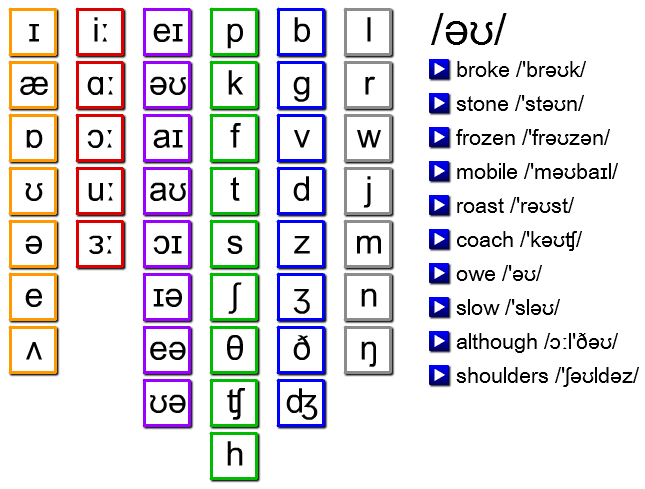 ɪ iː eɪ p b l
æ ɑː əʊ k g r
ɒ ɔː aɪ f v w
ʊ uː aʊ t d j
ə ɜː ɔɪ s z m
e ɪə ʃ ʒ n
ʌ eə θ ð ŋ
ʊə ʧ ʤ
h
/əʊ/
broke /'brəʊk/
stone /'stəʊn/
frozen /'frəʊzən/
mobile /'məʊbaɪl/
roast /'rəʊst/
coach /'kəʊʧ/
owe /'əʊ/
slow /'sləʊ/
although /ɔːl'ðəʊ/
shoulders /'ʃəʊldəz/